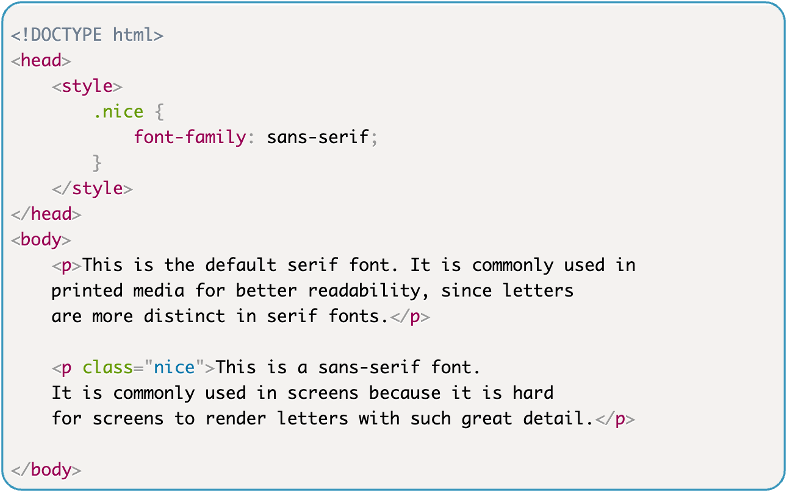 <!DOCTYPE html>
<head>
    <style>
        .nice {
            font-family: sans-serif;
        }
    </style>
</head>
<body>
    <p>This is the default serif font. It is commonly used in
    printed media for better readability, since letters
    are more distinct in serif fonts.</p>

    <p class="nice">This is a sans-serif font.
    It is commonly used in screens because it is hard
    for screens to render letters with such great detail.</p>

</body>